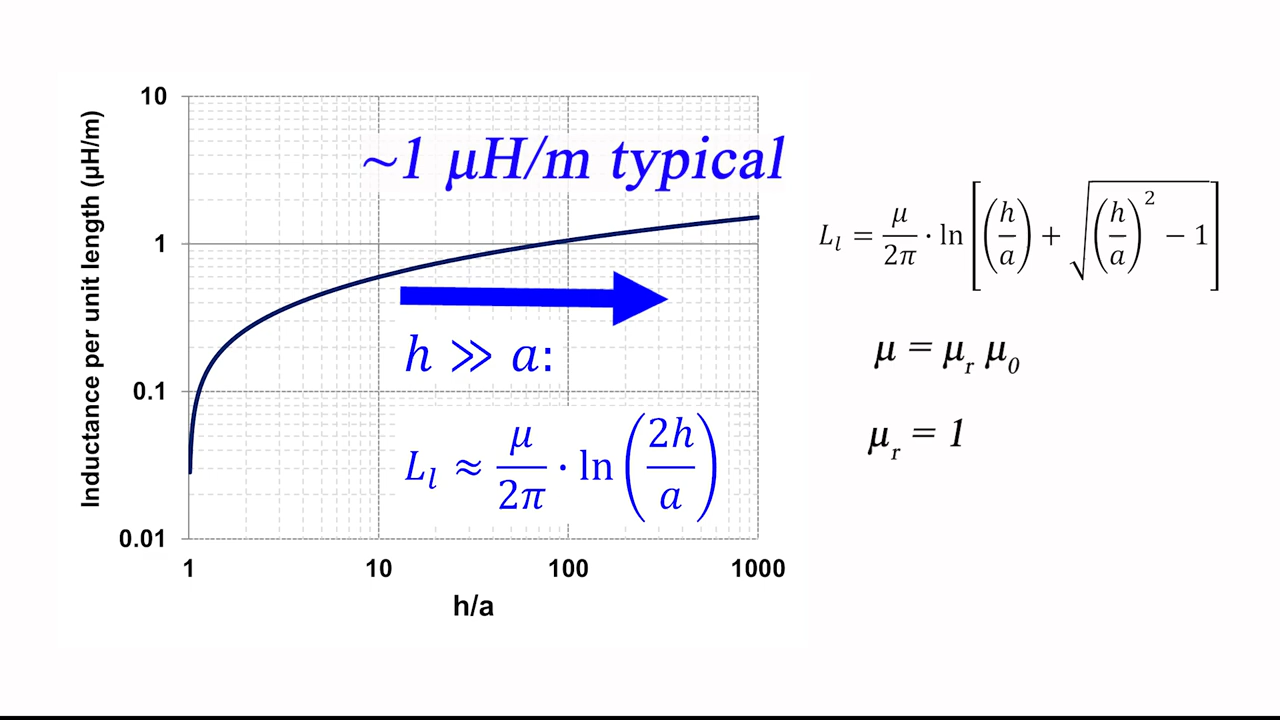 10
~1 μH/m typical
1
0.1
0.01
1 10 100 1000
h/a
Inductance per unit length (μH/m)
h ≫ a:
L_l ≈ μ/2π · ln(2h/a)
L_l = μ/2π · ln[(h/a) + √((h/a)² − 1)]
μ = μ_r μ_0
μ_r = 1